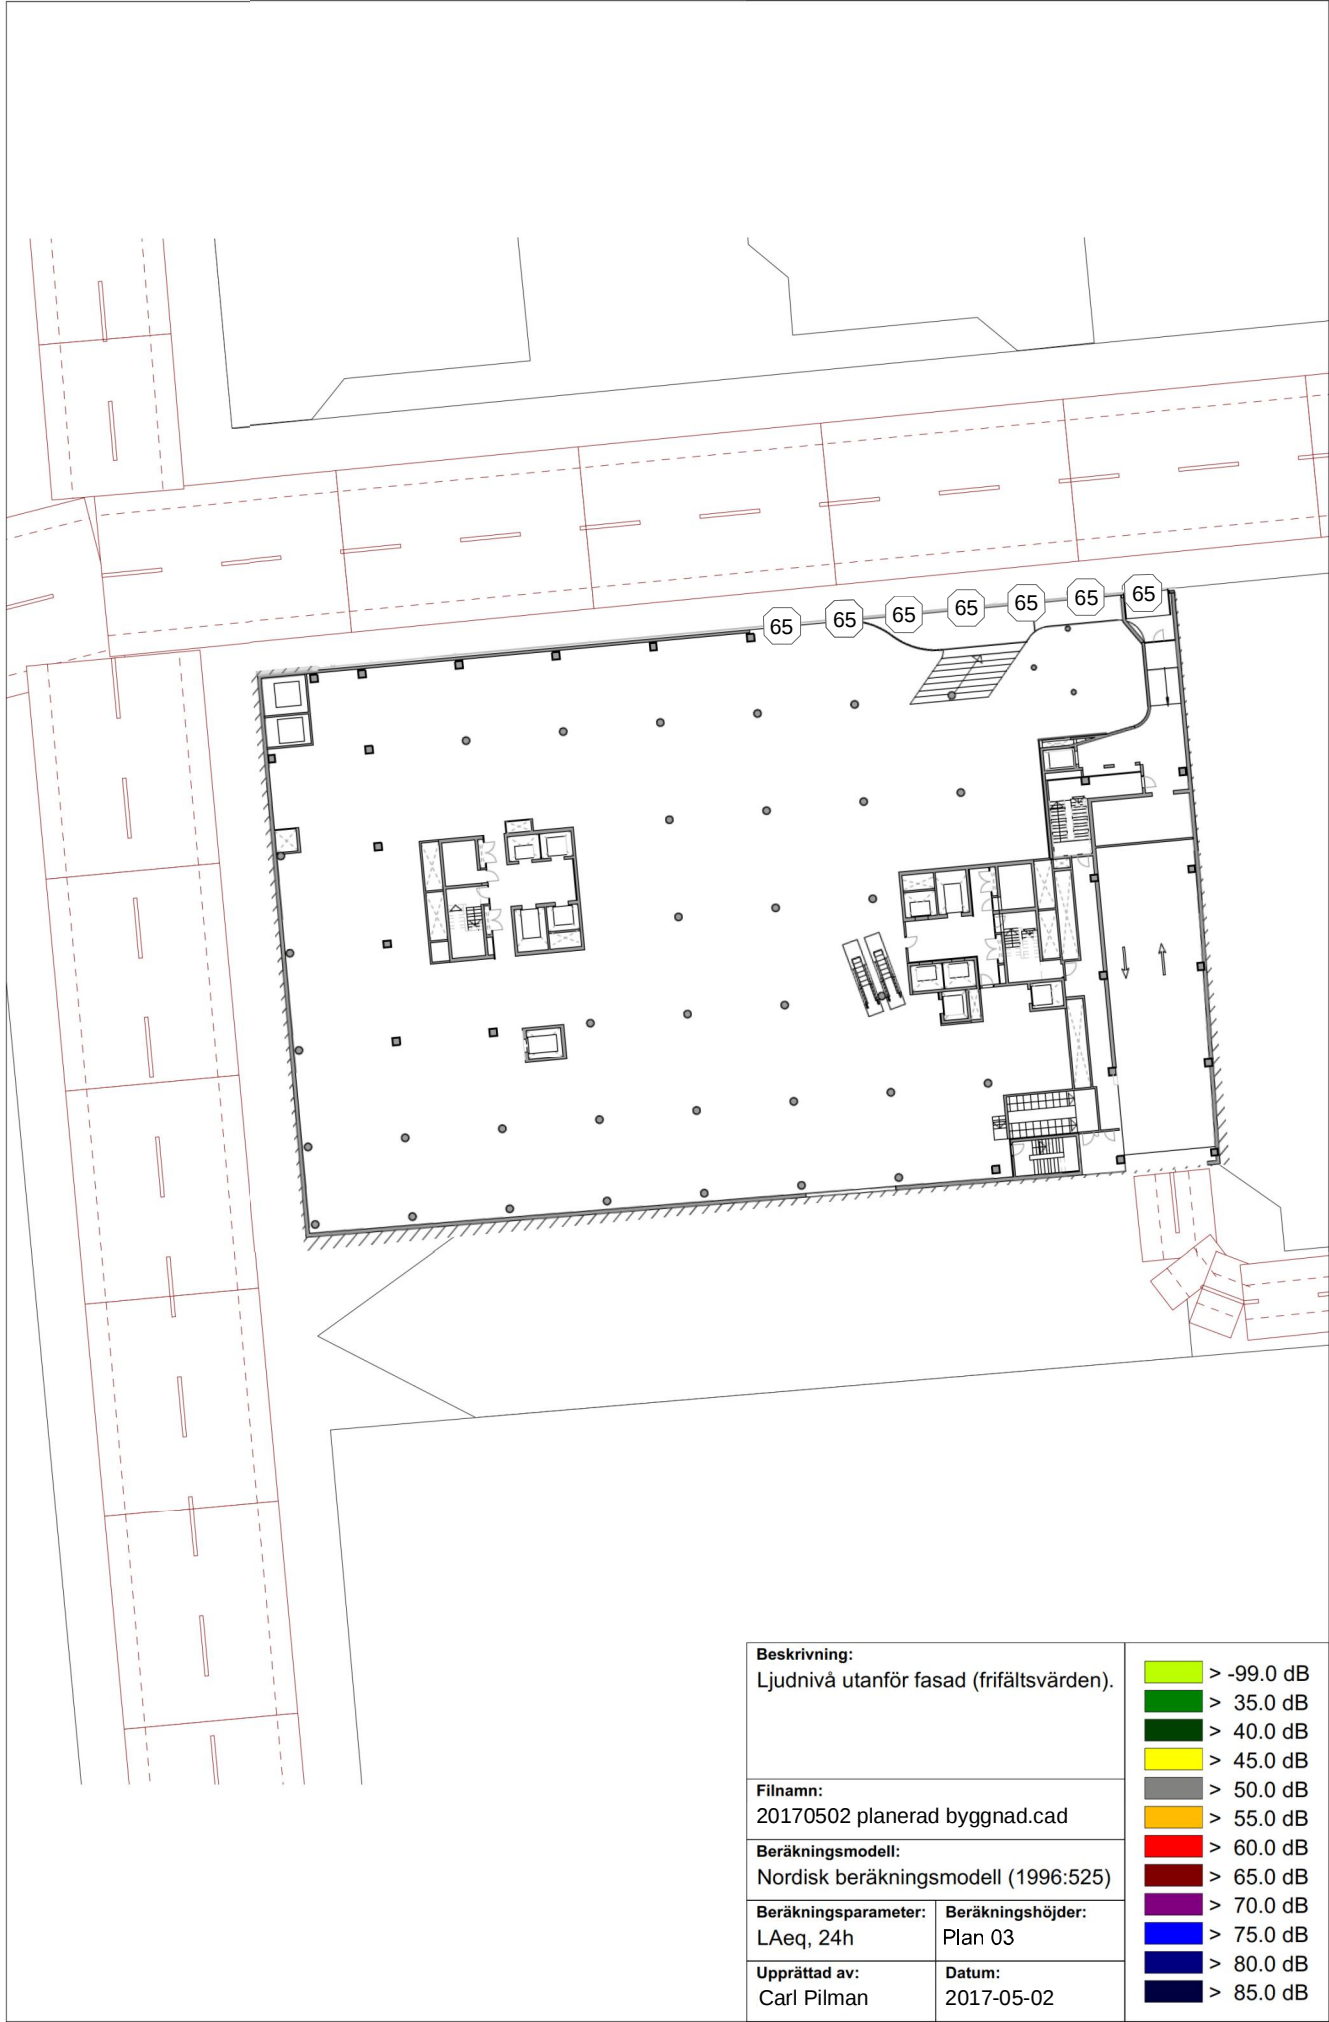 65
65
65
65
65
65
65
Beskrivning:
Ljudnivå utanför fasad (frifältsvärden).
Filnamn:
20170502 planerad byggnad.cad
Beräkningsmodell:
Nordisk beräkningsmodell (1996:525)
Beräkningsparameter:
LAeq, 24h
Beräkningshöjder:
Plan 03
Upprättad av:
Carl Pilman
Datum:
2017-05-02
> -99.0 dB
> 35.0 dB
> 40.0 dB
> 45.0 dB
> 50.0 dB
> 55.0 dB
> 60.0 dB
> 65.0 dB
> 70.0 dB
> 75.0 dB
> 80.0 dB
> 85.0 dB